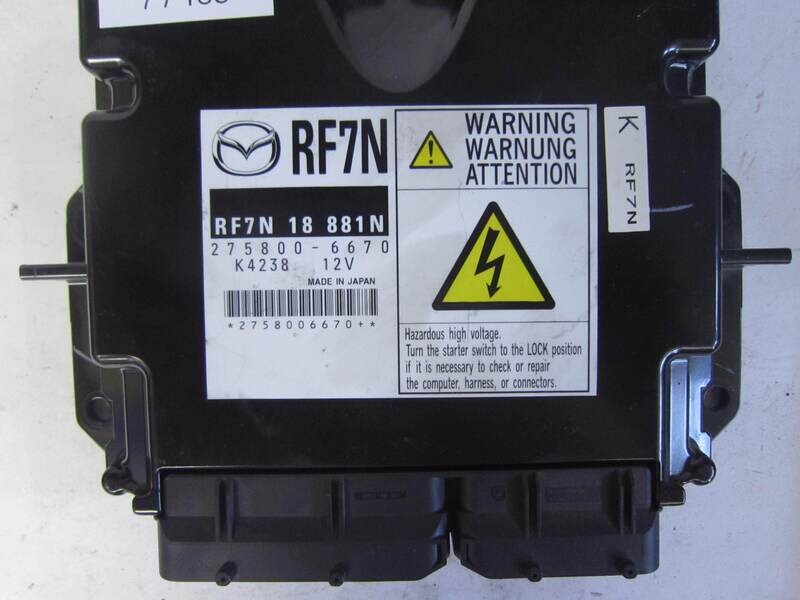 RF7N
RF7N 18 881N
275800-6670
K4238 12V
MADE IN JAPAN
*2758006670+*
WARNING
WARNUNG
ATTENTION
Hazardous high voltage.
Turn the starter switch to the LOCK position
if it is necessary to check or repair
the computer, harness, or connectors.
K RF7N